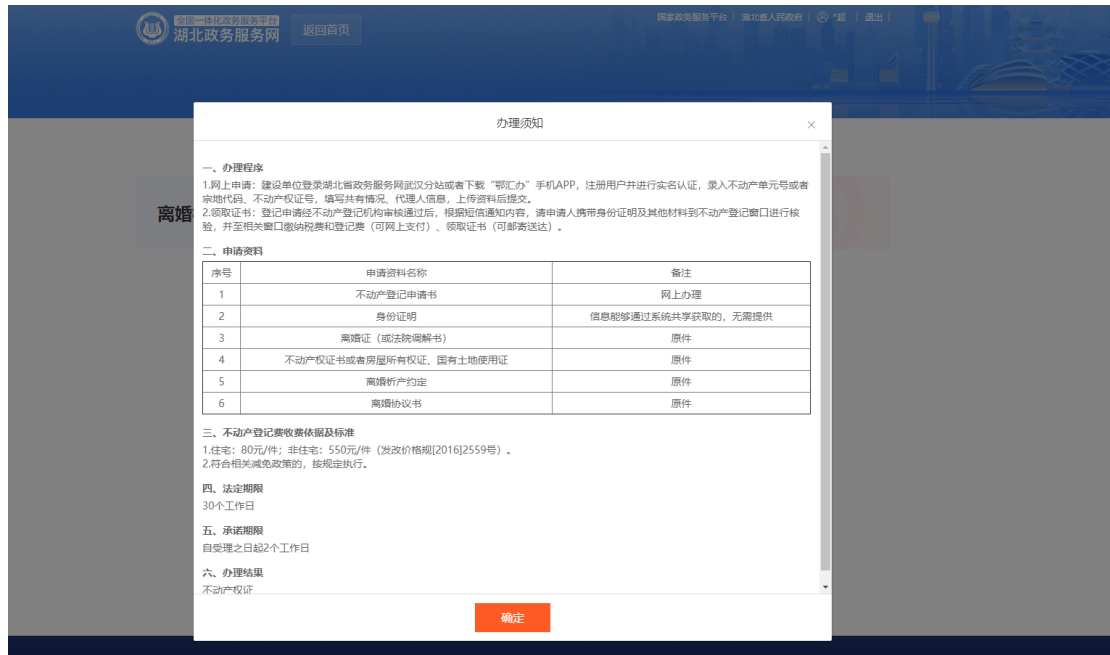 全国一体化政务服务平台
湖北政务服务网
返回首页
国家政务服务平台 | 湖北省人民政府 | *超 | 退出 |
离婚
办理须知
一、办理程序
1.网上申请：建设单位登录湖北省政务服务网武汉分站或者下载“鄂汇办”手机APP，注册用户并进行实名认证，录入不动产单元号或者
宗地代码、不动产权证号，填写共有情况、代理人信息，上传资料后提交。
2.领取证书：登记申请经不动产登记机构审核通过后，根据短信通知内容，请申请人携带身份证明及其他材料到不动产登记窗口进行核
验，并至相关窗口缴纳税费和登记费（可网上支付）、领取证书（可邮寄送达）。
二、申请资料
序号 申请资料名称 备注
1 不动产登记申请书 网上办理
2 身份证明 信息能够通过系统共享获取的，无需提供
3 离婚证（或法院调解书） 原件
4 不动产权证书或者房屋所有权证、国有土地使用证 原件
5 离婚析产约定 原件
6 离婚协议书 原件
三、不动产登记费收费依据及标准
1.住宅：80元/件；非住宅：550元/件（发改价格规[2016]2559号）。
2.符合相关减免政策的，按规定执行。
四、法定期限
30个工作日
五、承诺期限
自受理之日起2个工作日
六、办理结果
不动产权证
确定